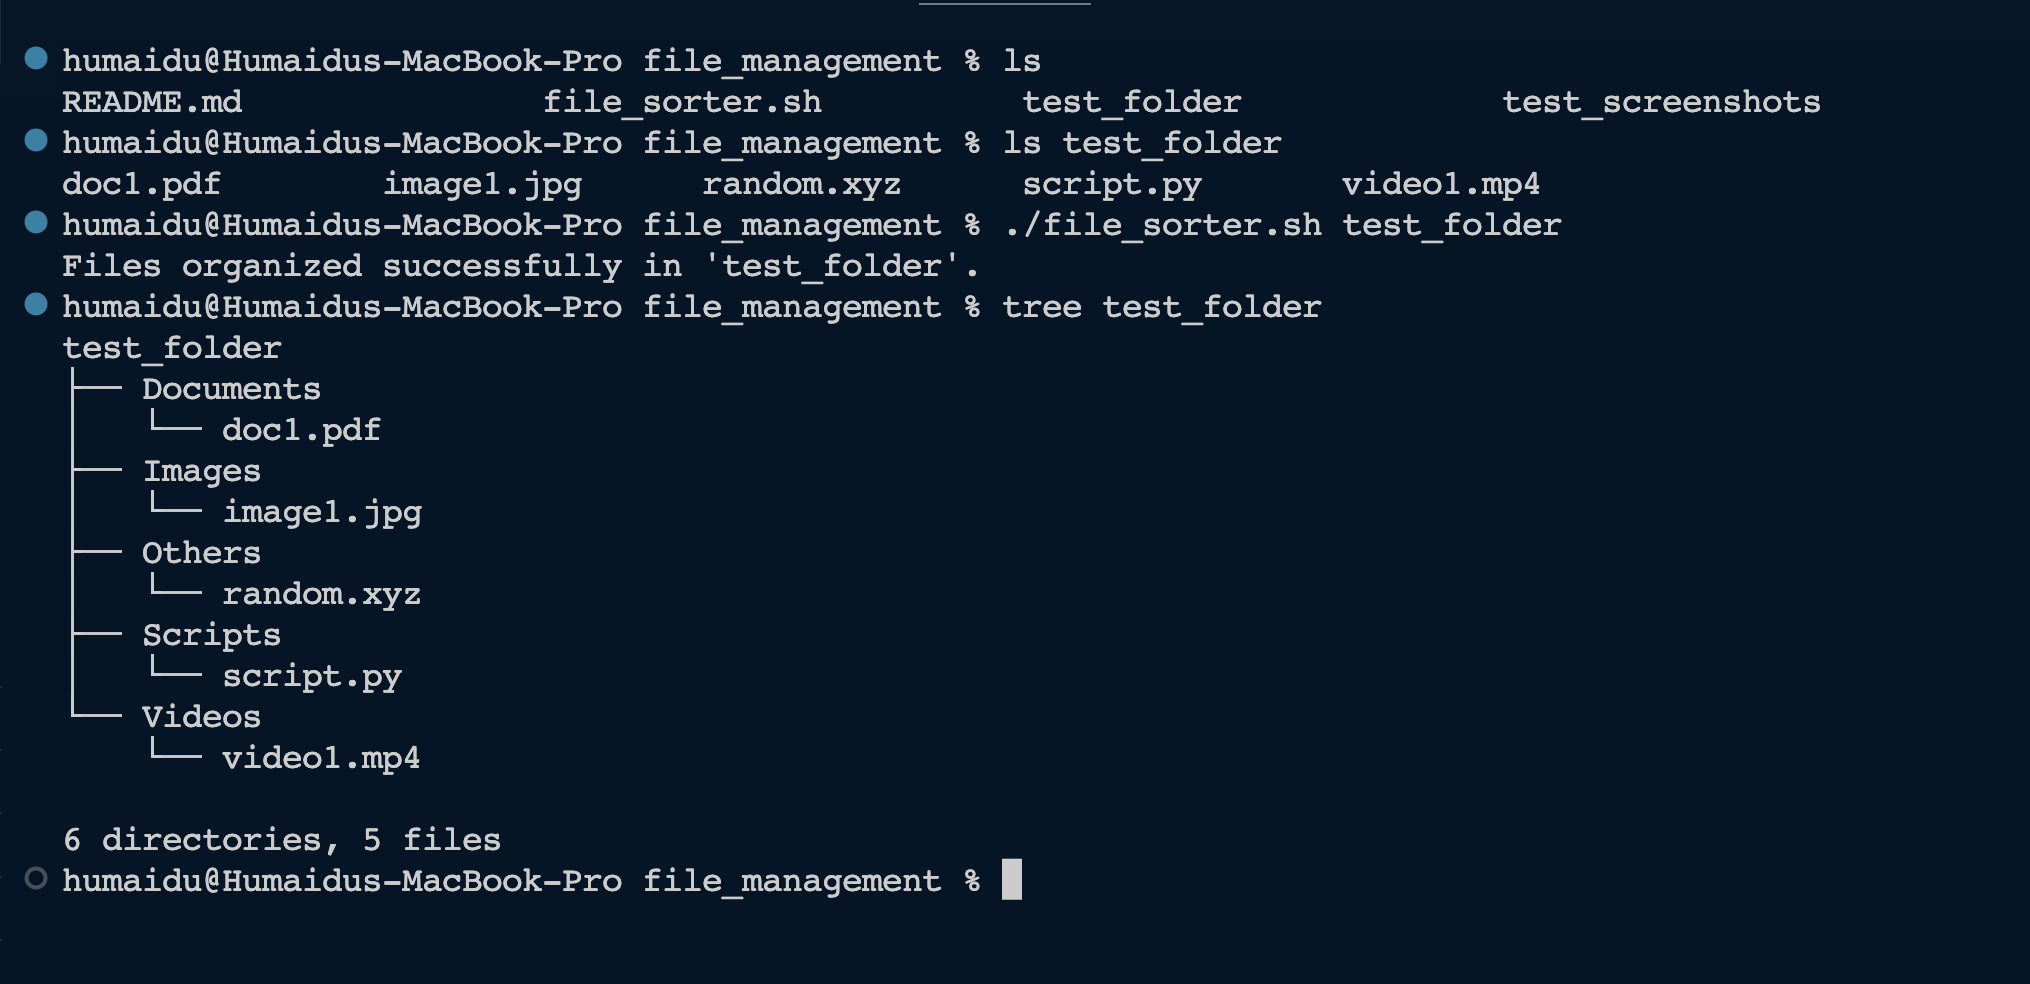 humaidu@Humaidus-MacBook-Pro file_management % ls
README.md file_sorter.sh test_folder test_screenshots
humaidu@Humaidus-MacBook-Pro file_management % ls test_folder
doc1.pdf image1.jpg random.xyz script.py video1.mp4
humaidu@Humaidus-MacBook-Pro file_management % ./file_sorter.sh test_folder
Files organized successfully in 'test_folder'.
humaidu@Humaidus-MacBook-Pro file_management % tree test_folder
test_folder
├── Documents
│   └── doc1.pdf
├── Images
│   └── image1.jpg
├── Others
│   └── random.xyz
├── Scripts
│   └── script.py
└── Videos
    └── video1.mp4
6 directories, 5 files
humaidu@Humaidus-MacBook-Pro file_management %